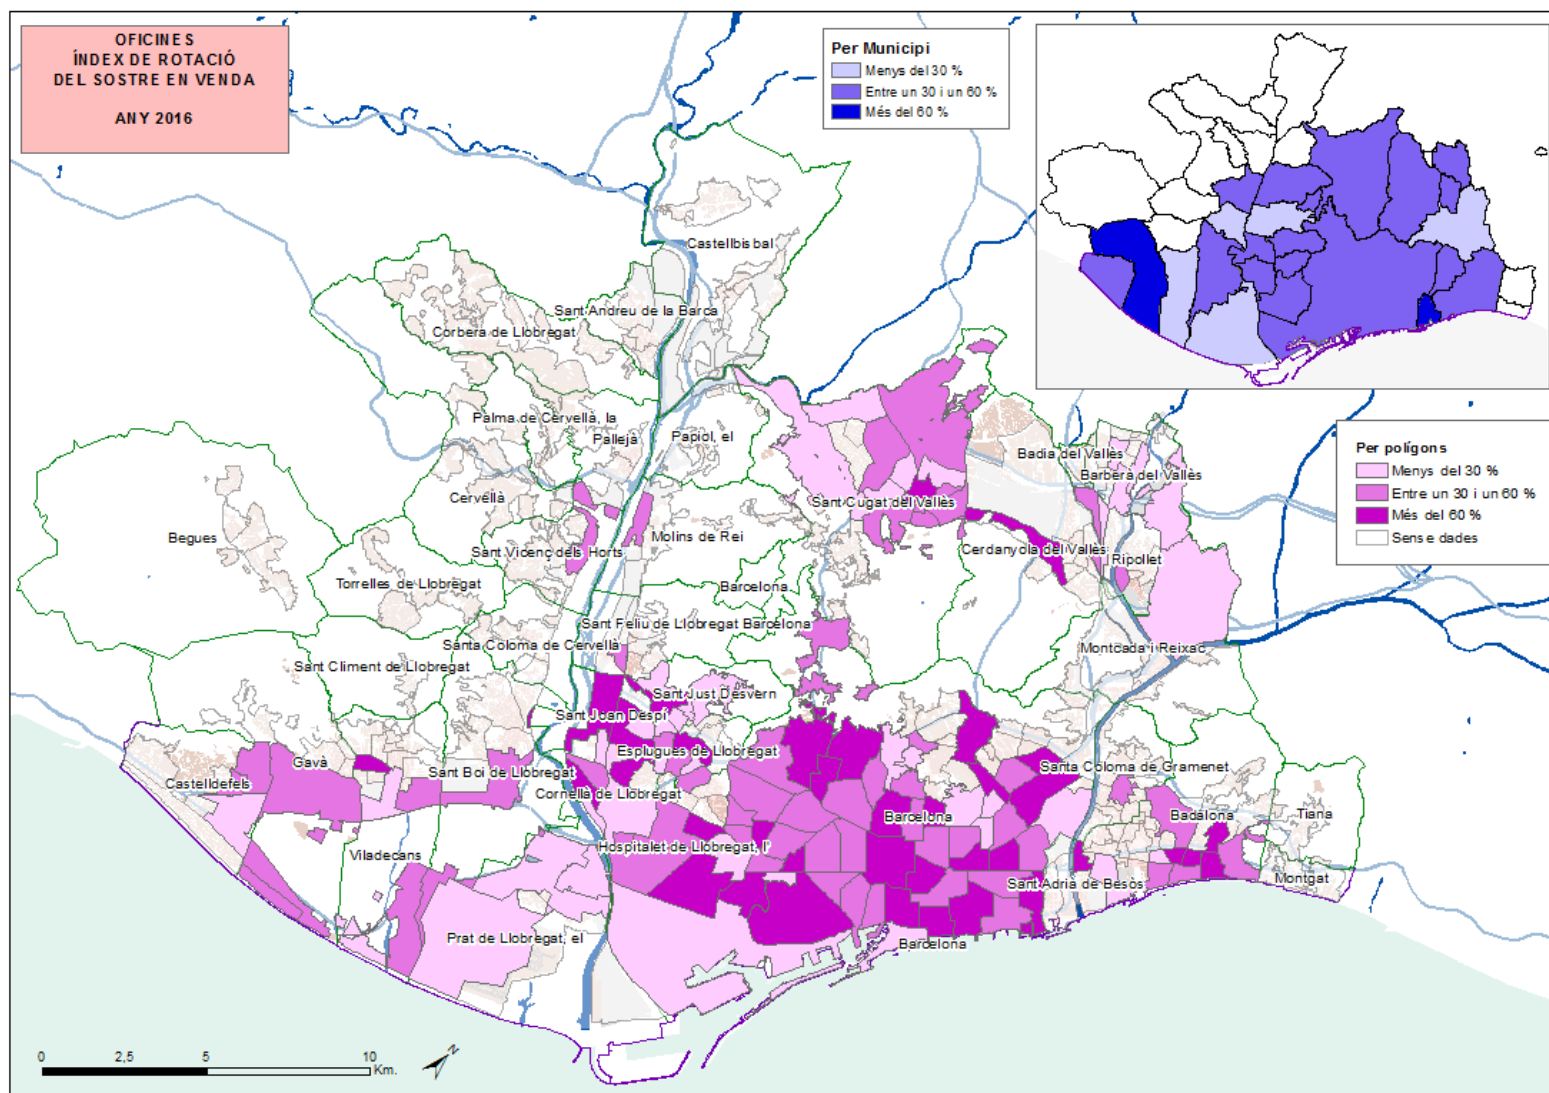 OFICINES
ÍNDEX DE ROTACIÓ
DEL SOSTRE EN VENDA
ANY 2016
Per Municipi
Menys del 30 %
Entre un 30 i un 60 %
Més del 60 %
Castellbisbal
Sant Andreu de la Barca
Corbera de Llobregat
Palma de Cervelló, la
Pallejà
Papiol, el
Badia del Vallès
Barberà del Vallès
Per polígons
Menys del 30 %
Entre un 30 i un 60 %
Més del 60 %
Sense dades
Cervelló
Sant Cugat del Vallès
Begues
Sant Vicenç dels Horts
Molins de Rei
Cerdanyola del Vallès
Ripollet
Torrelles de Llobregat
Barcelona
Sant Feliu de Llobregat
Barcelona
Santa Coloma de Cervelló
Montcada i Reixac
Sant Climent de Llobregat
Sant Just Desvern
Sant Joan Despí
Esplugues de Llobregat
Gavà
Sant Boi de Llobregat
Santa Coloma de Gramenet
Castelldefels
Cornellà de Llobregat
Barcelona
Badalona
Tiana
Viladecans
Hospitalet de Llobregat, l'
Sant Adrià de Besòs
Montgat
Prat de Llobregat, el
Barcelona
0 2,5 5 10
Km.
N